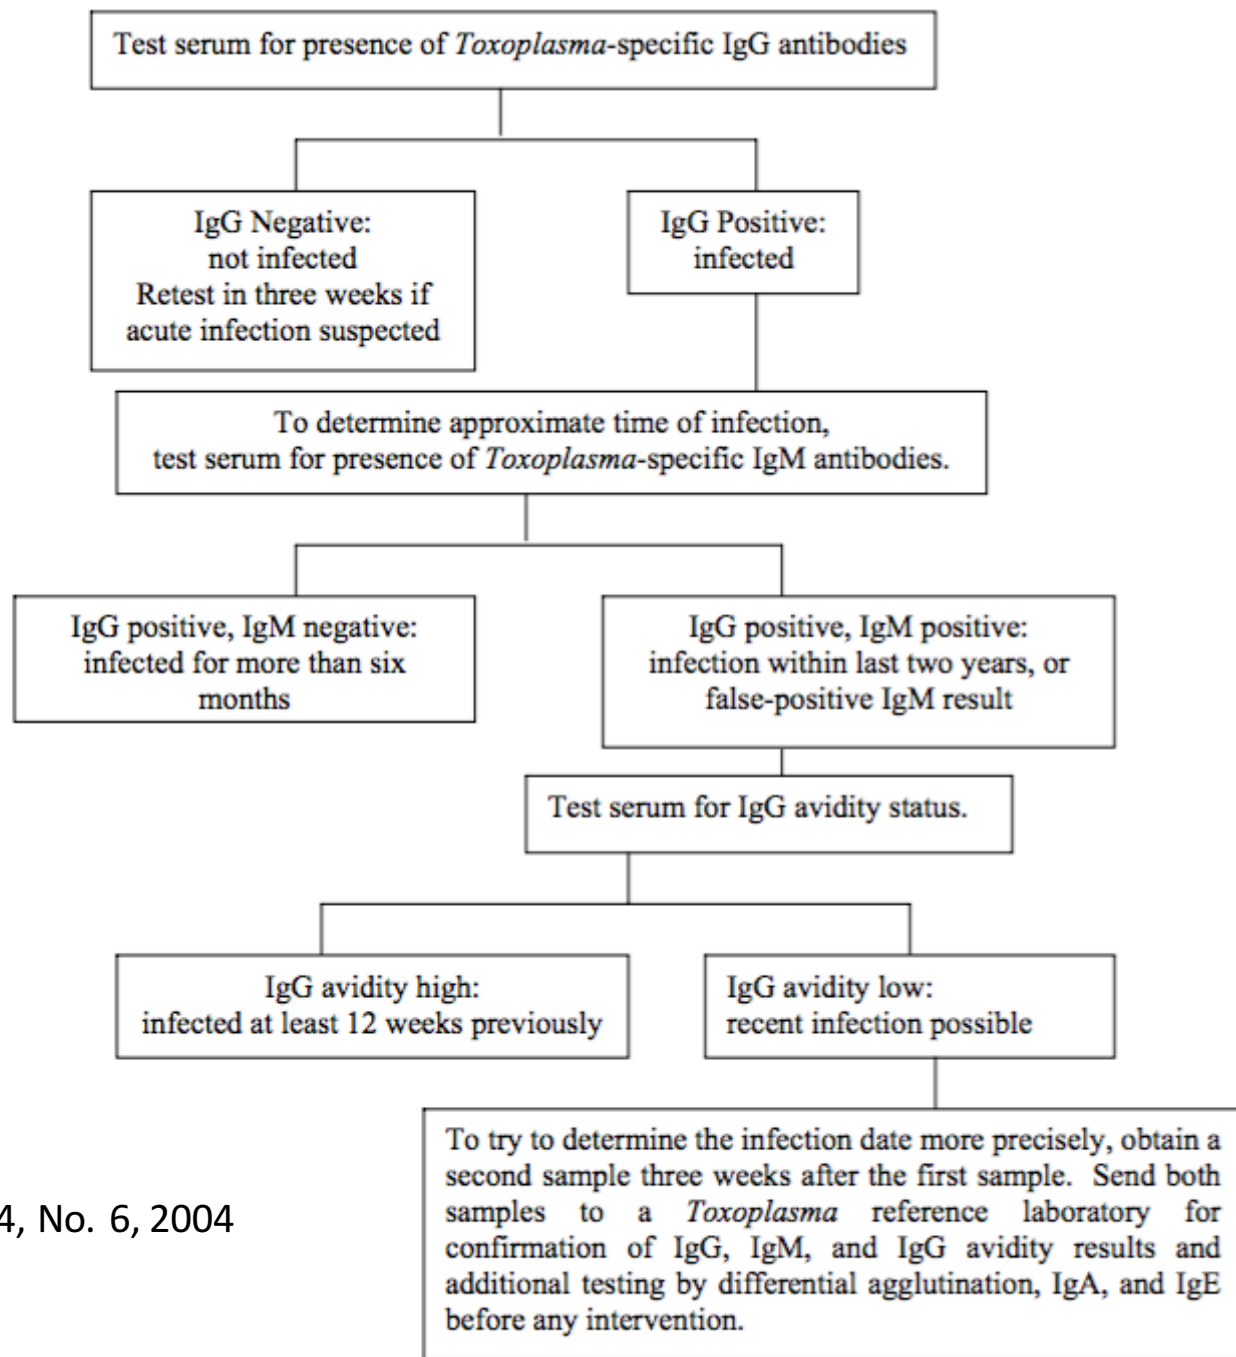 Test serum for presence of Toxoplasma-specific IgG antibodies
IgG Negative:
not infected
Retest in three weeks if
acute infection suspected
IgG Positive:
infected
To determine approximate time of infection,
test serum for presence of Toxoplasma-specific IgM antibodies.
IgG positive, IgM negative:
infected for more than six
months
IgG positive, IgM positive:
infection within last two years, or
false-positive IgM result
Test serum for IgG avidity status.
IgG avidity high:
infected at least 12 weeks previously
IgG avidity low:
recent infection possible
To try to determine the infection date more precisely, obtain a
second sample three weeks after the first sample. Send both
samples to a Toxoplasma reference laboratory for
confirmation of IgG, IgM, and IgG avidity results and
additional testing by differential agglutination, IgA, and IgE
before any intervention.
4, No. 6, 2004